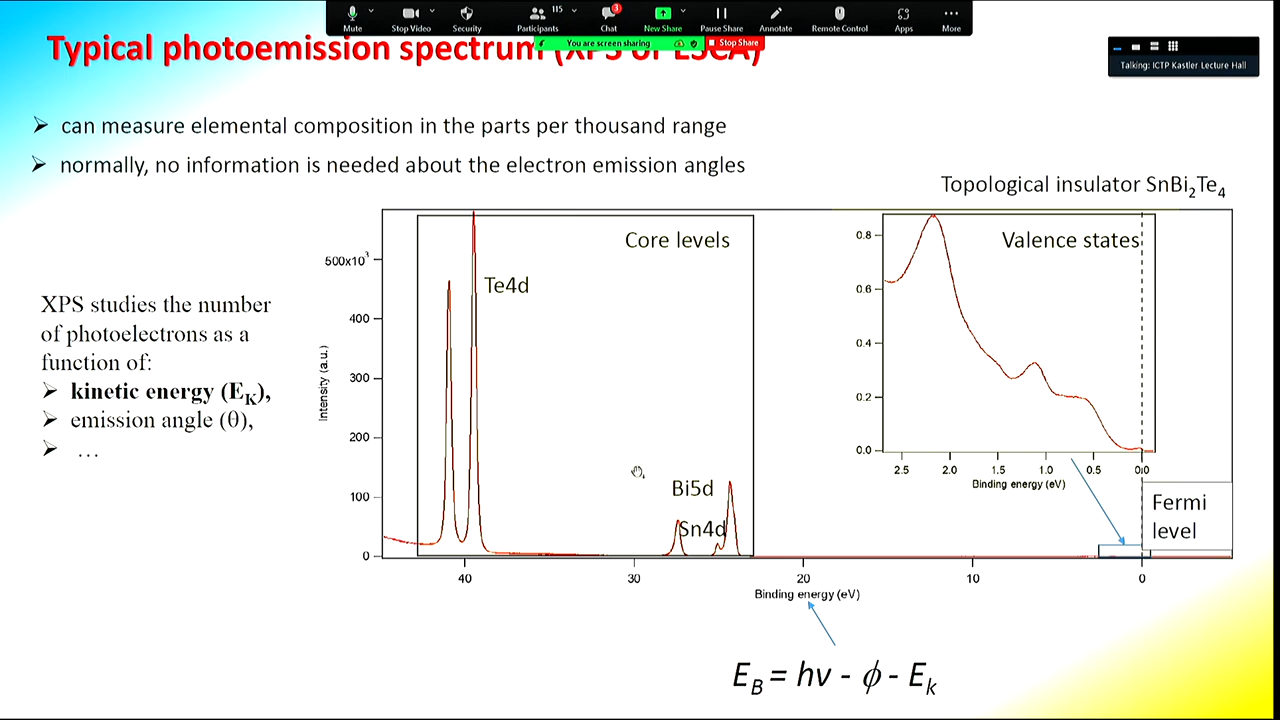 Mute
Stop Video
Security
115
Participants
3
Chat
New Share
Pause Share
Annotate
Remote Control
Apps
More
You are screen sharing
Stop Share
Talking: ICTP Kastler Lecture Hall
Typical photoemission spectrum (XPS or ESCA)
can measure elemental composition in the parts per thousand range
normally, no information is needed about the electron emission angles
Topological insulator SnBi₂Te₄
XPS studies the number
of photoelectrons as a
function of:
kinetic energy (E_K),
emission angle (θ),
…
Core levels
Te4d
Bi5d
Sn4d
500x10³
400
300
200
100
0
Intensity (a.u.)
40
30
20
10
0
Binding energy (eV)
Valence states
0.8
0.6
0.4
0.2
0.0
2.5
2.0
1.5
1.0
0.5
0.0
Binding energy (eV)
Fermi
level
E_B = hν - ϕ - E_k